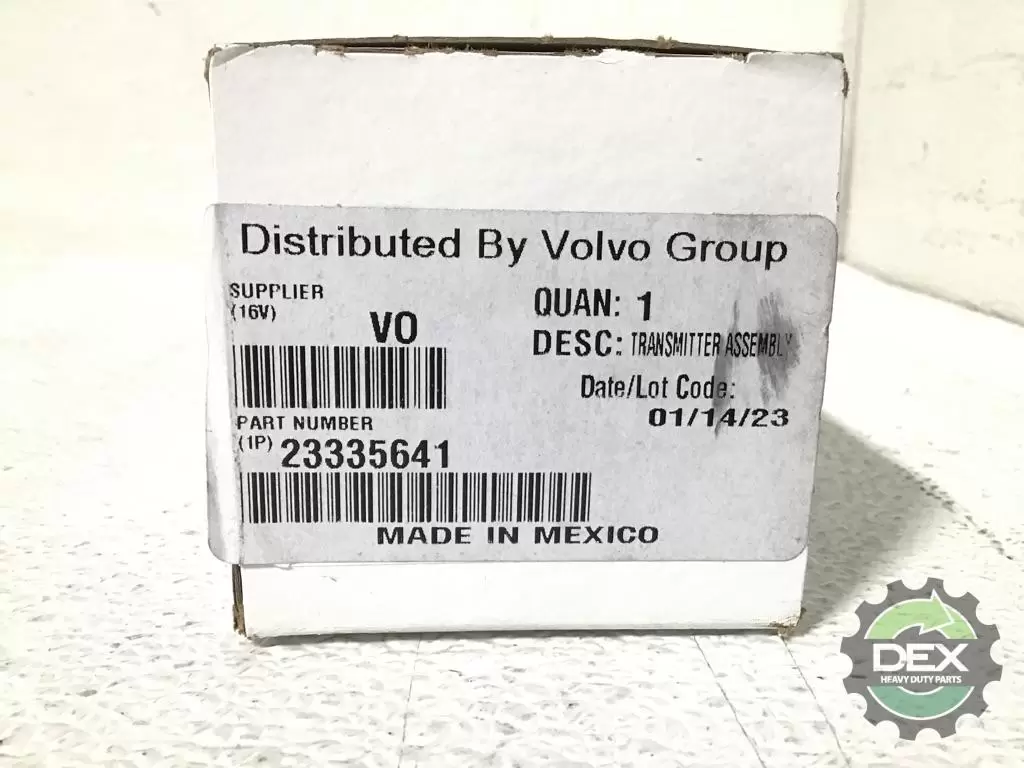 Distributed By Volvo Group
SUPPLIER
(16V)
VO
QUAN: 1
DESC: TRANSMITTER ASSEMBLY
Date/Lot Code:
01/14/23
PART NUMBER
(1P) 23335641
MADE IN MEXICO
DEX
HEAVY DUTY PARTS